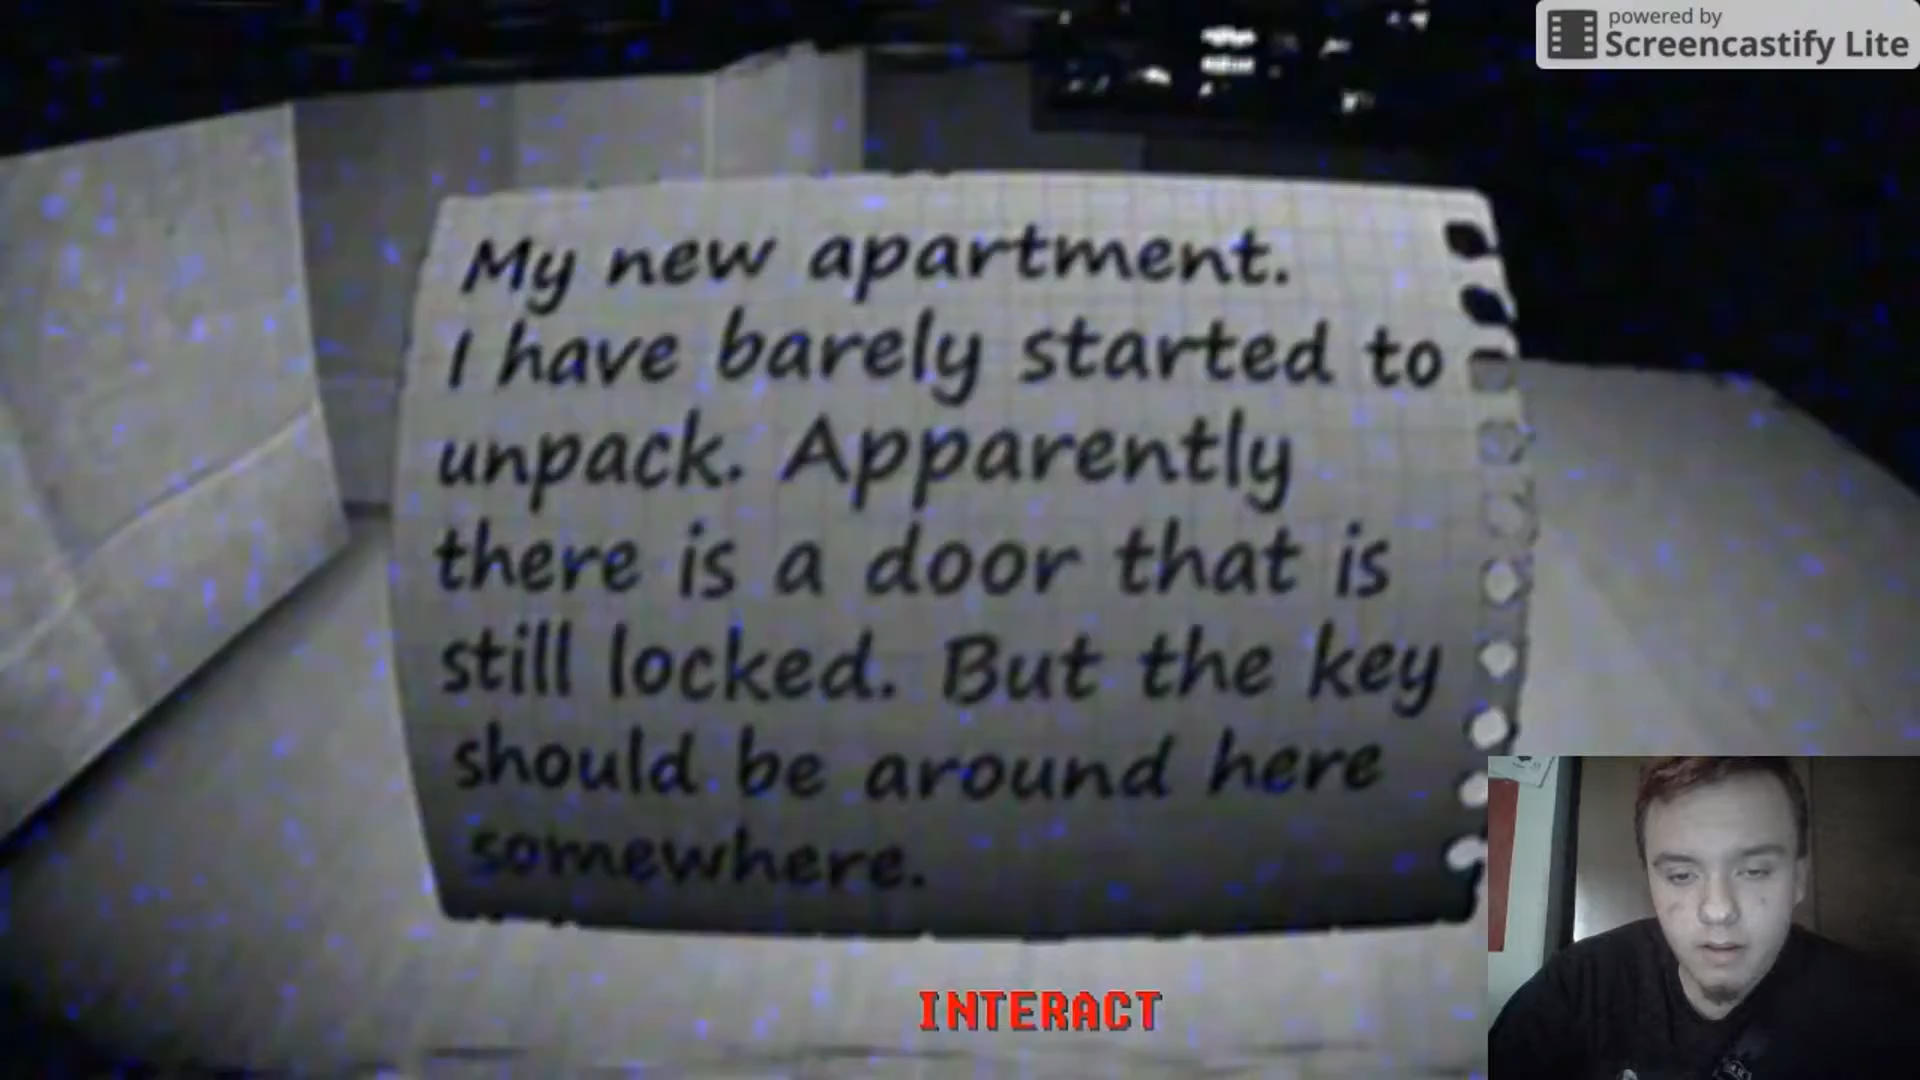 powered by
Screencastify Lite
My new apartment.
I have barely started to
unpack. Apparently
there is a door that is
still locked. But the key
should be around here
somewhere.
INTERACT